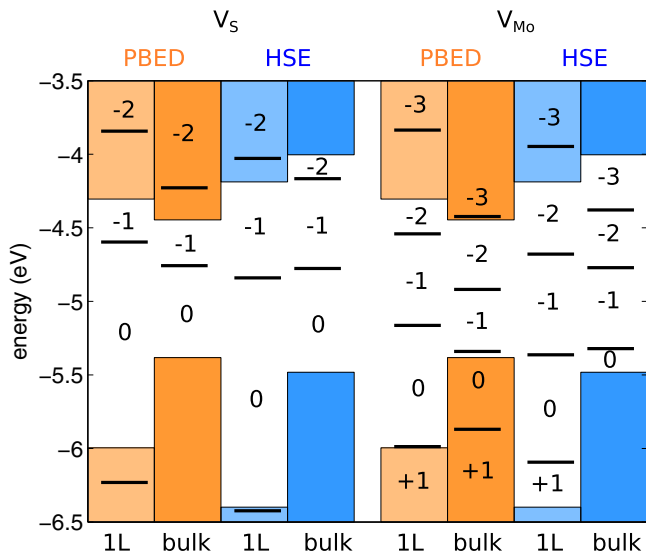 V_S V_Mo
PBED HSE PBED HSE
−3.5
-2 -2 -2 -3 -3
−4
-2 -3
-3
-1 -1 -1 -2 -2 -2
−4.5
-1 -2
energy (eV)
-1 -1 -1
−5
0 0 0 -1
0
−5.5
0 0 0 0
−6
+1 +1 +1
−6.5
1L bulk 1L bulk 1L bulk 1L bulk